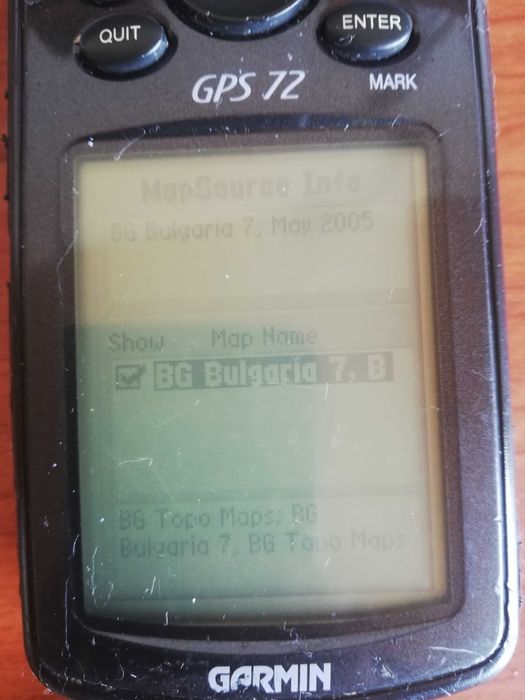 QUIT
ENTER
GPS 72
MARK
MapSource Info
BG Bulgaria 7, May 2005
Show Map Name
BG Bulgaria 7, B
BG Topo Maps; BG
Bulgaria 7, BG Topo Maps
GARMIN